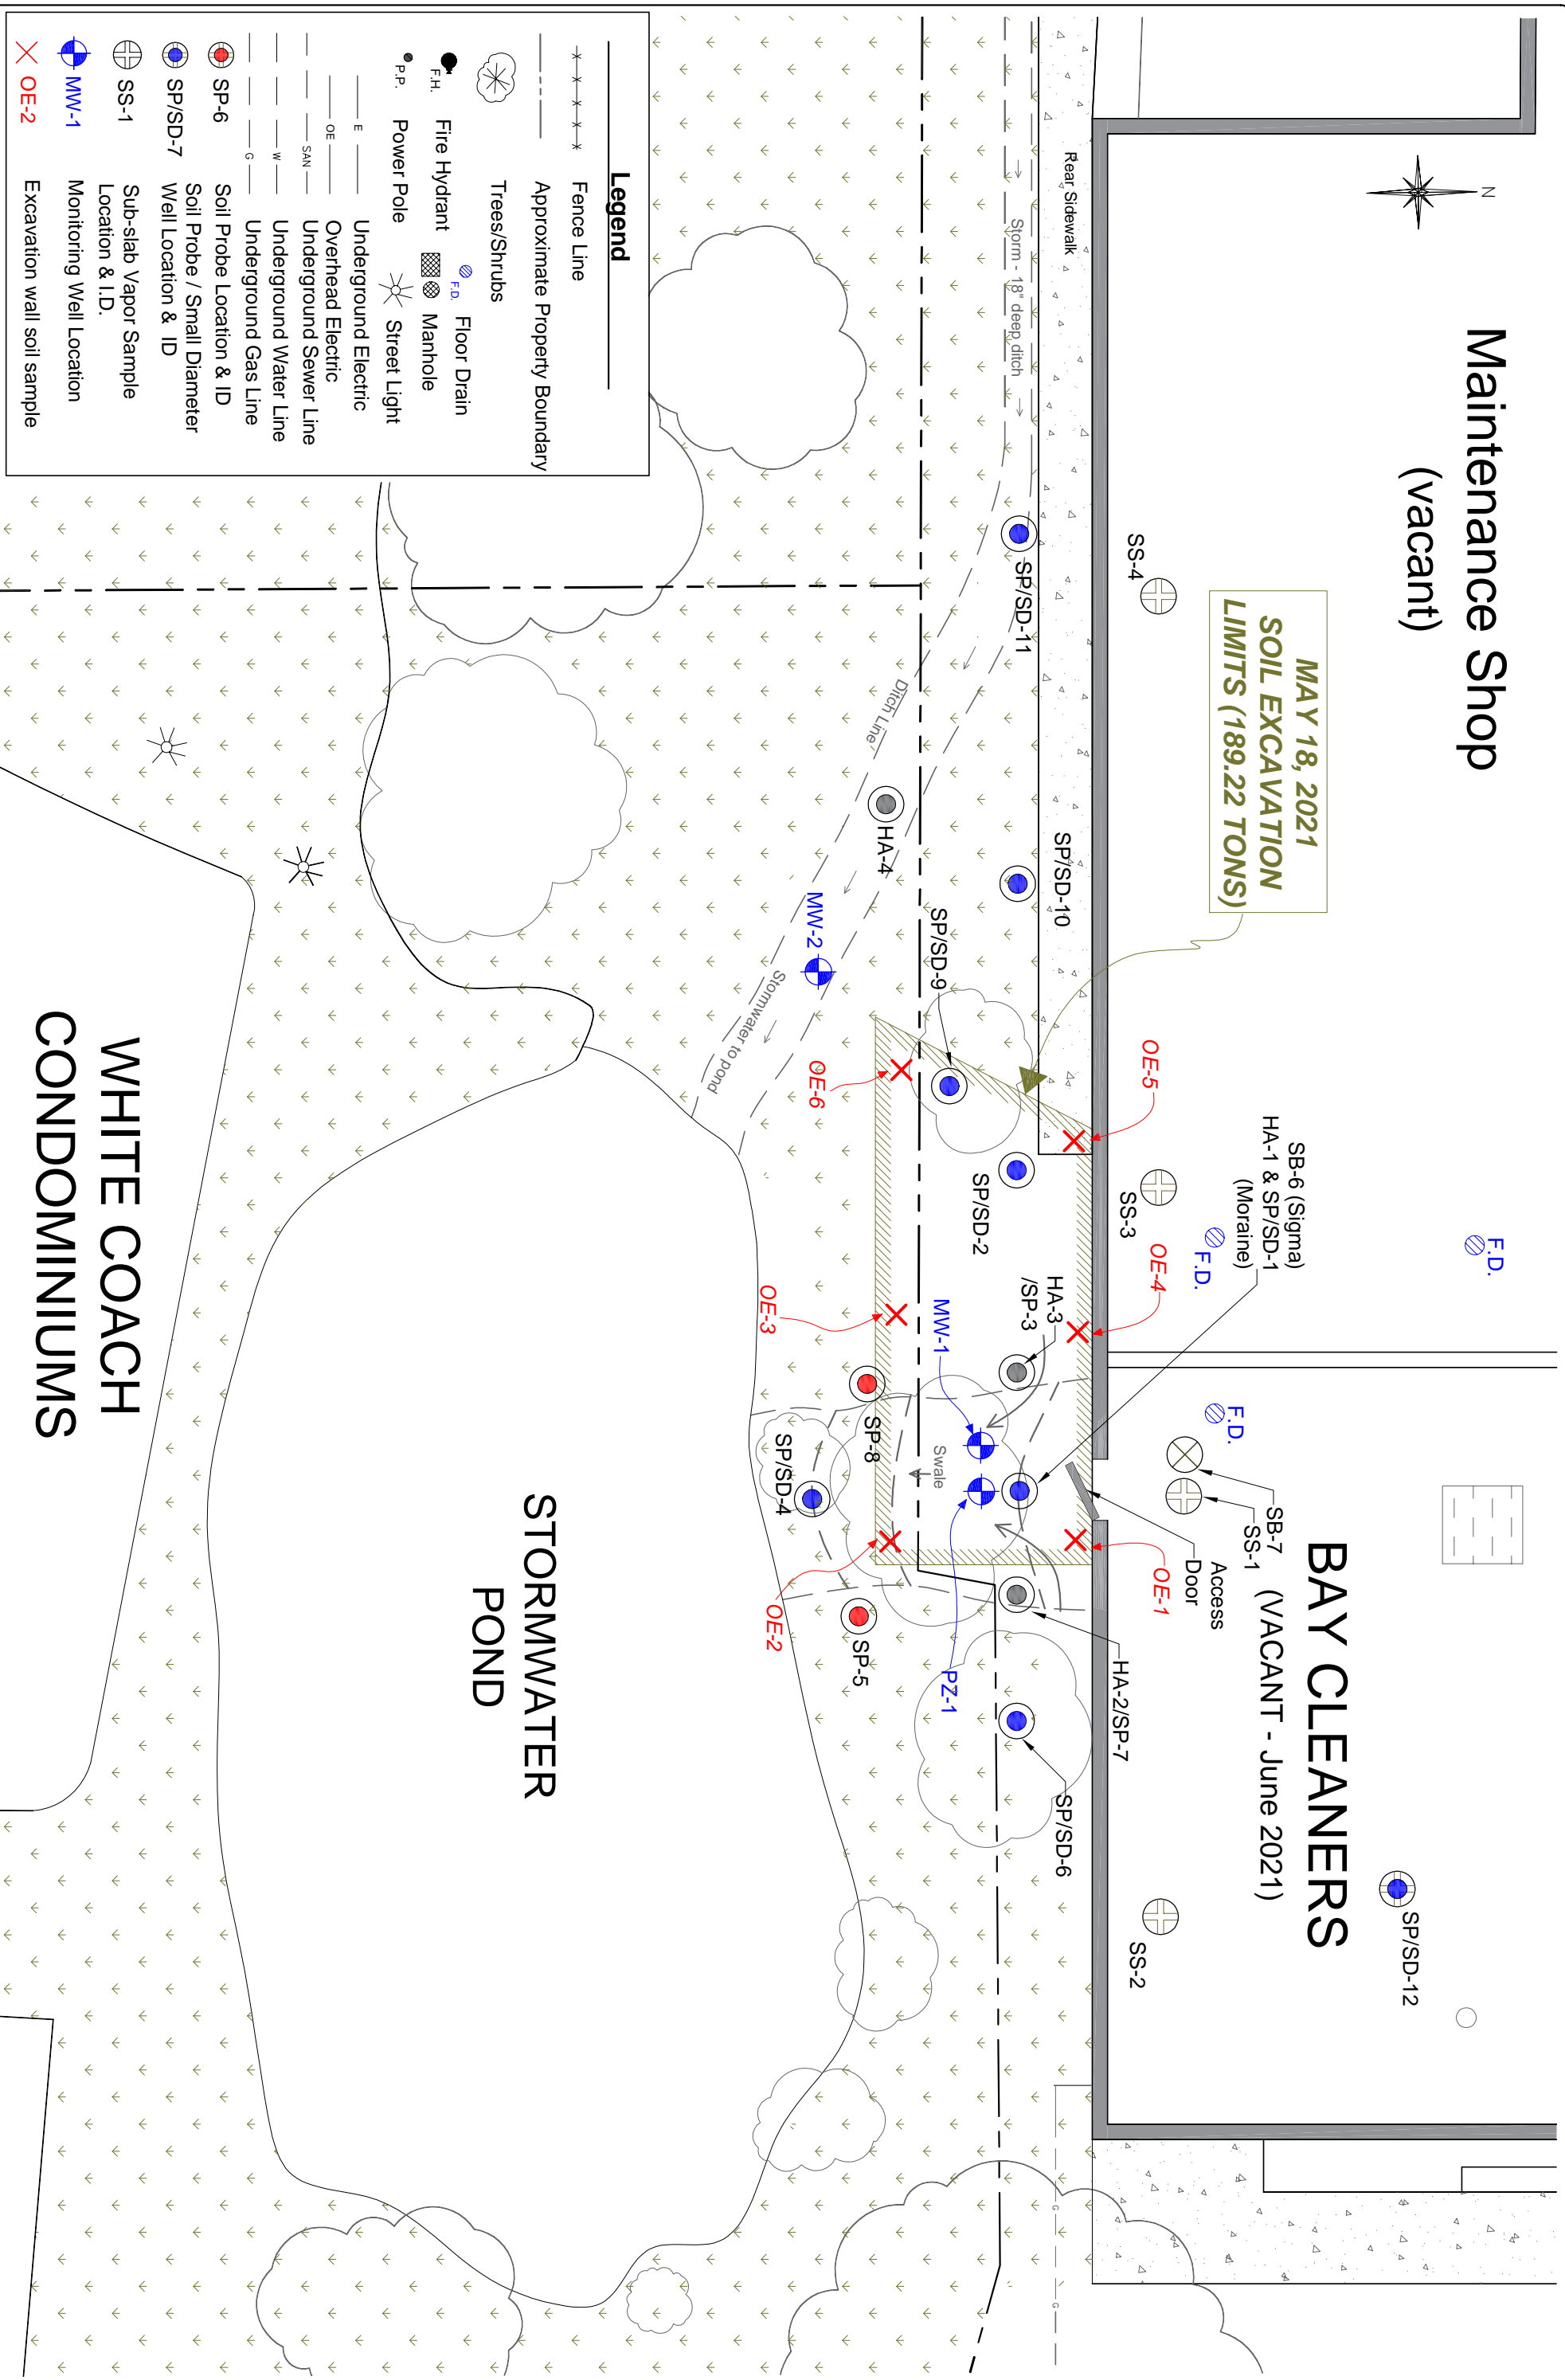 Maintenance Shop
(vacant)
N
MAY 18, 2021
SOIL EXCAVATION
LIMITS (189.22 TONS)
SS-4
Rear Sidewalk
Storm - 18" deep ditch
SP/SD-11
Ditch Line
HA-4
SP/SD-10
SP/SD-9
MW-2
Stormwater to pond
OE-6
OE-5
SS-3
F.D.
F.D.
F.D.
SB-6 (Sigma)
HA-1 & SP/SD-1
(Moraine)
OE-4
SP/SD-2
HA-3
/SP-3
MW-1
OE-3
SP-8
Swale
SP/SD-4
OE-2
SP-5
PZ-1
OE-1
HA-2/SP-7
SP/SD-6
SB-7
SS-1
Access
Door
BAY CLEANERS
(VACANT - June 2021)
SP/SD-12
SS-2
G
G
STORMWATER
POND
WHITE COACH
CONDOMINIUMS
Legend
Fence Line
Approximate Property Boundary
Trees/Shrubs
F.H.
Fire Hydrant
F.D.
Floor Drain
Manhole
P.P.
Power Pole
Street Light
E
Underground Electric
OE
Overhead Electric
SAN
Underground Sewer Line
W
Underground Water Line
G
Underground Gas Line
SP-6
Soil Probe Location & ID
SP/SD-7
Soil Probe / Small Diameter
Well Location & ID
SS-1
Sub-slab Vapor Sample
Location & I.D.
MW-1
Monitoring Well Location
OE-2
Excavation wall soil sample